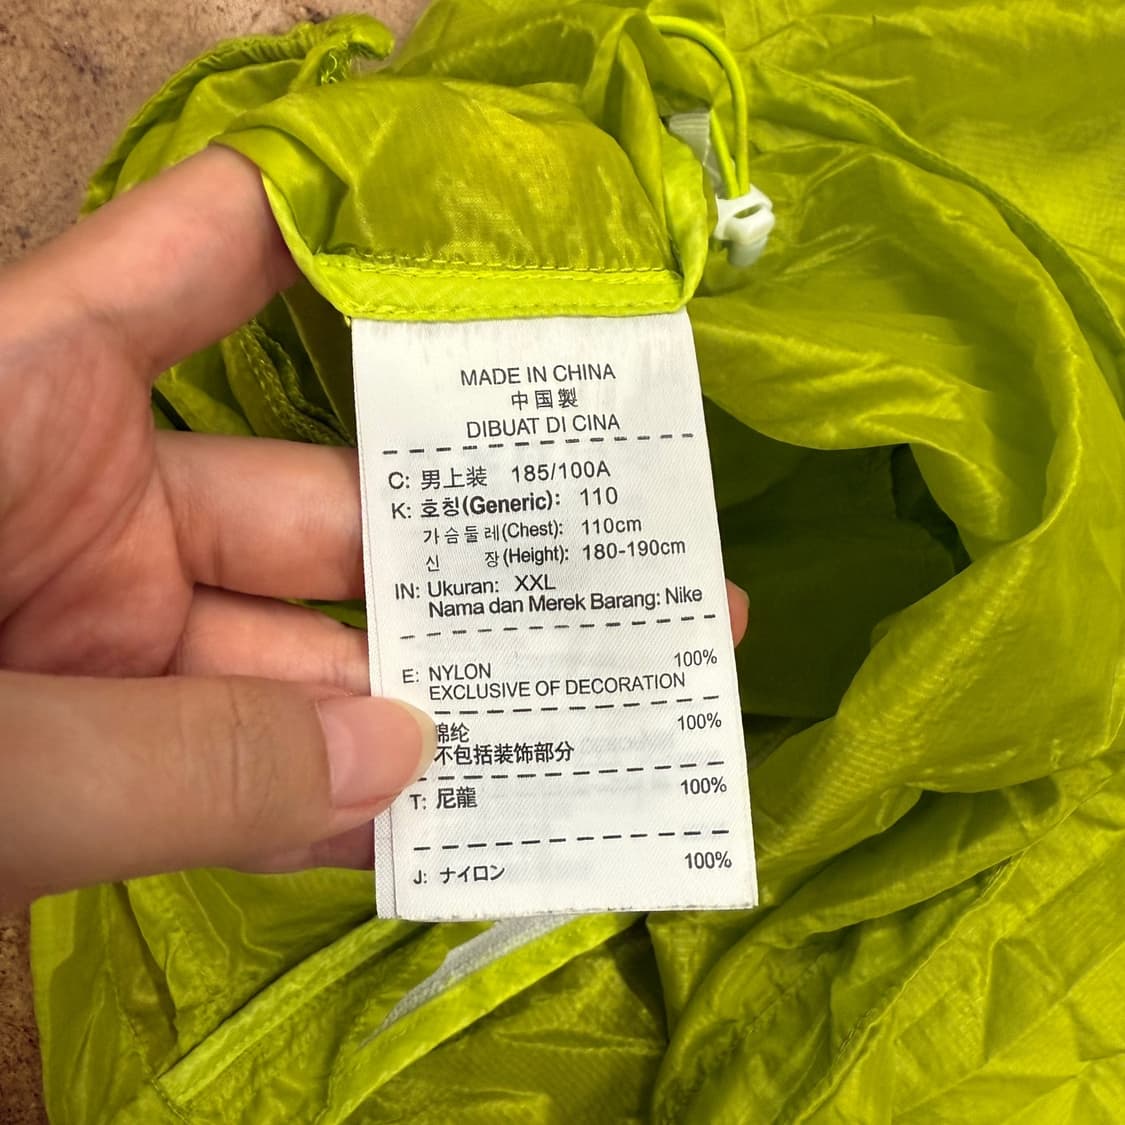 MADE IN CHINA
中国製
DIBUAT DI CINA
C: 男上装 185/100A
K: 호칭(Generic): 110
가슴둘레(Chest): 110cm
신 장(Height): 180-190cm
IN: Ukuran: XXL
Nama dan Merek Barang: Nike
E: NYLON 100%
EXCLUSIVE OF DECORATION
锦纶 100%
不包括装饰部分
T: 尼龍 100%
J: ナイロン 100%